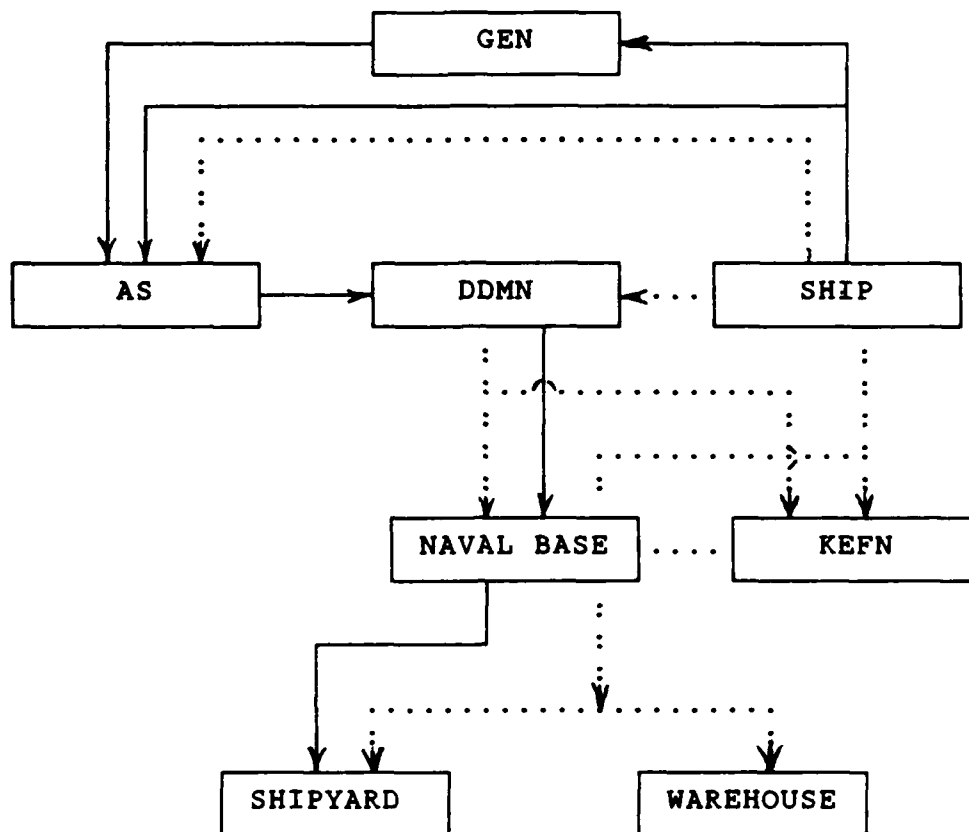 GEN
AS
DDMN
SHIP
NAVAL BASE
KEFN
SHIPYARD
WAREHOUSE